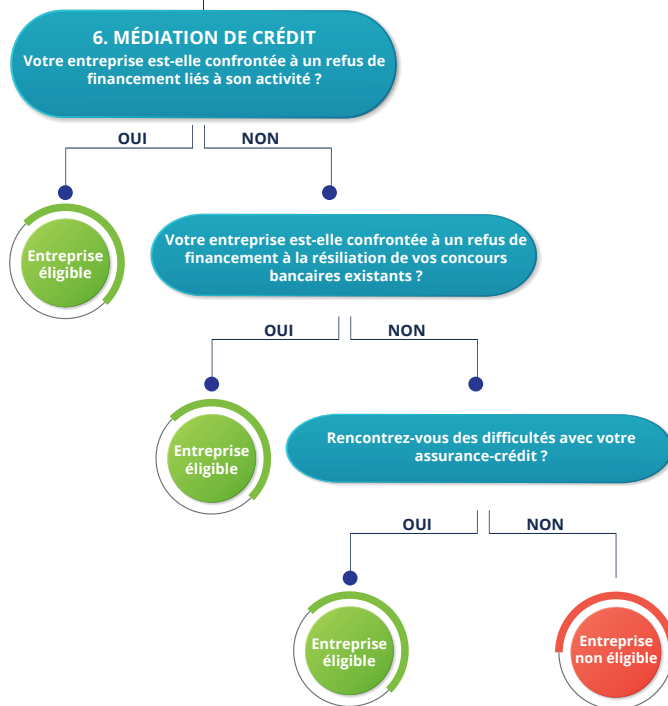 6. MÉDIATION DE CRÉDIT
Votre entreprise est-elle confrontée à un refus de
financement liés à son activité ?
OUI
NON
Entreprise
éligible
Votre entreprise est-elle confrontée à un refus de
financement à la résiliation de vos concours
bancaires existants ?
OUI
NON
Entreprise
éligible
Rencontrez-vous des difficultés avec votre
assurance-crédit ?
OUI
NON
Entreprise
éligible
Entreprise
non éligible